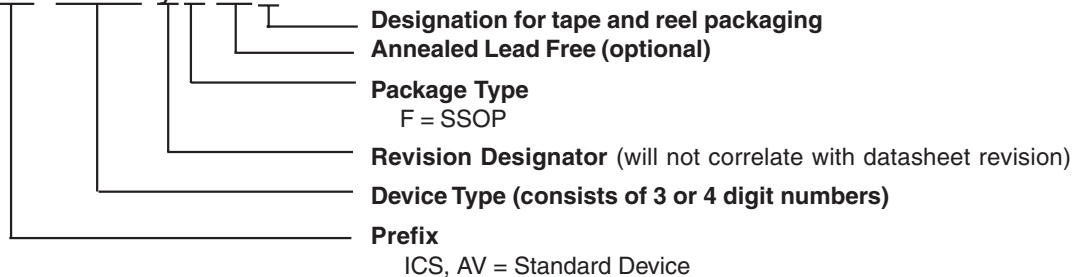 Designation for tape and reel packaging
Annealed Lead Free (optional)
Package Type
F = SSOP
Revision Designator (will not correlate with datasheet revision)
Device Type (consists of 3 or 4 digit numbers)
Prefix
ICS, AV = Standard Device